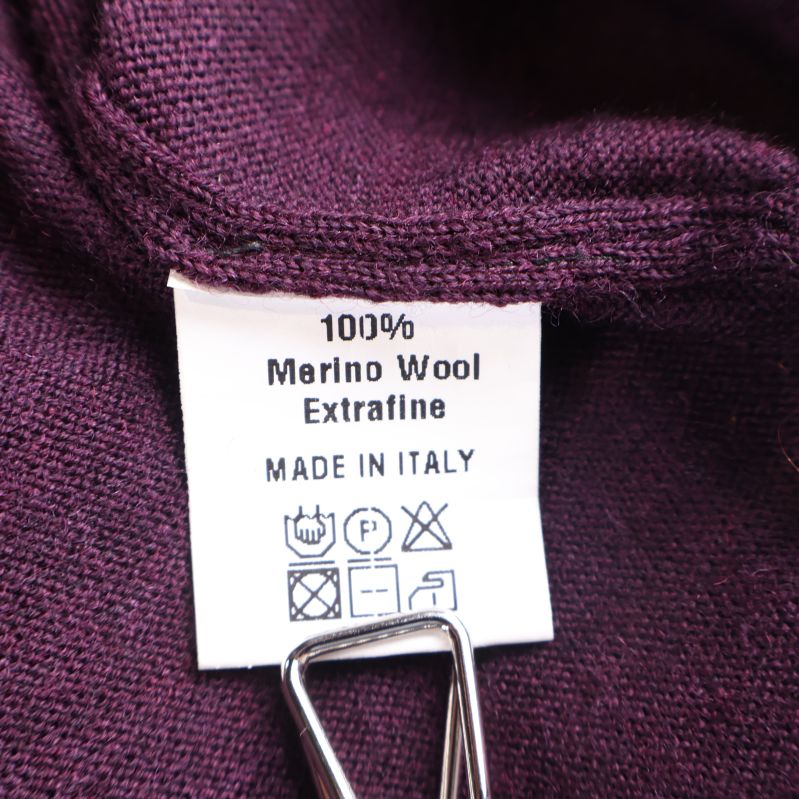 100%
Merino Wool
Extrafine
MADE IN ITALY
P